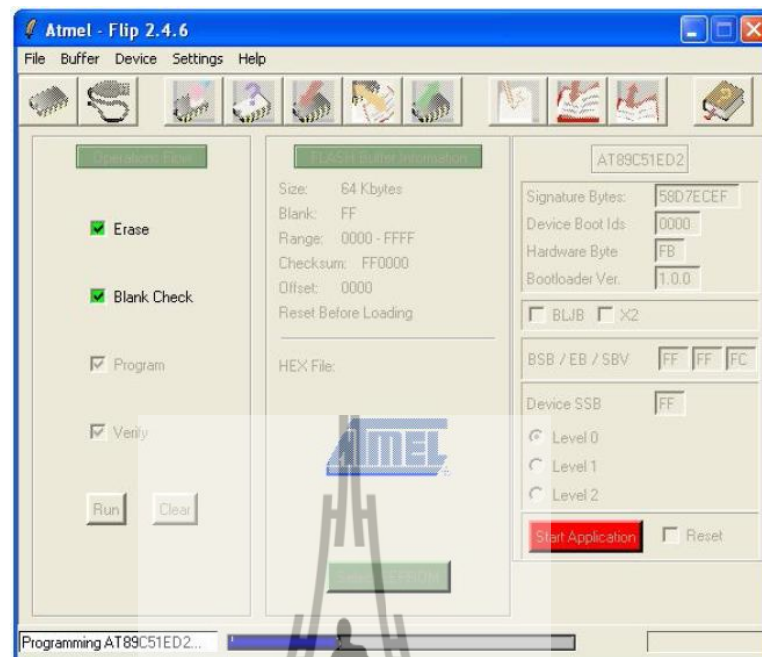 Atmel - Flip 2.4.6
File Buffer Device Settings Help
Operations Flow
Erase
Blank Check
Program
Verify
Run Clear
FLASH Buffer Information
Size: 64 Kbytes
Blank: FF
Range: 0000 - FFFF
Checksum: FF0000
Offset: 0000
Reset Before Loading
HEX File:
ATMEL
Select EEPROM
AT89C51ED2
Signature Bytes: 58D7ECEF
Device Boot Ids 0000
Hardware Byte FB
Bootloader Ver. 1.0.0
BLJB X2
BSB / EB / SBV FF FF FC
Device SSB FF
Level 0
Level 1
Level 2
Start Application Reset
Programming AT89C51ED2...